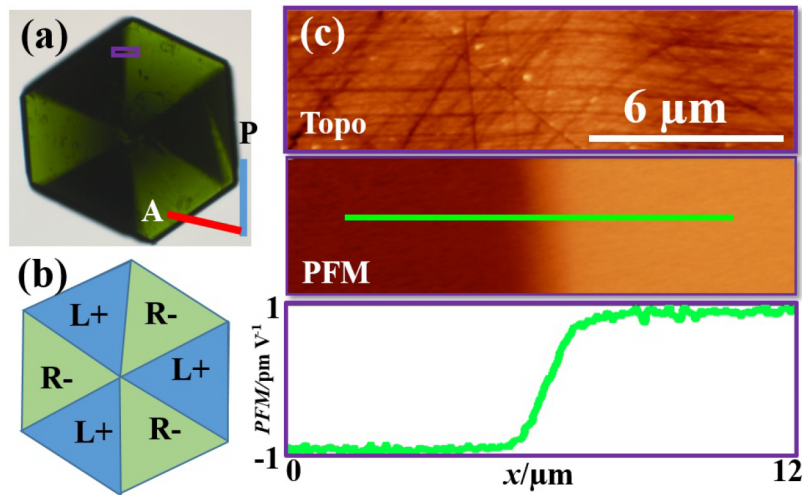 (a)
P
A
(b)
L+
R-
R-
L+
L+
R-
(c)
Topo
6 μm
PFM
1
PFM/pm V-1
-1
0
x/μm
12